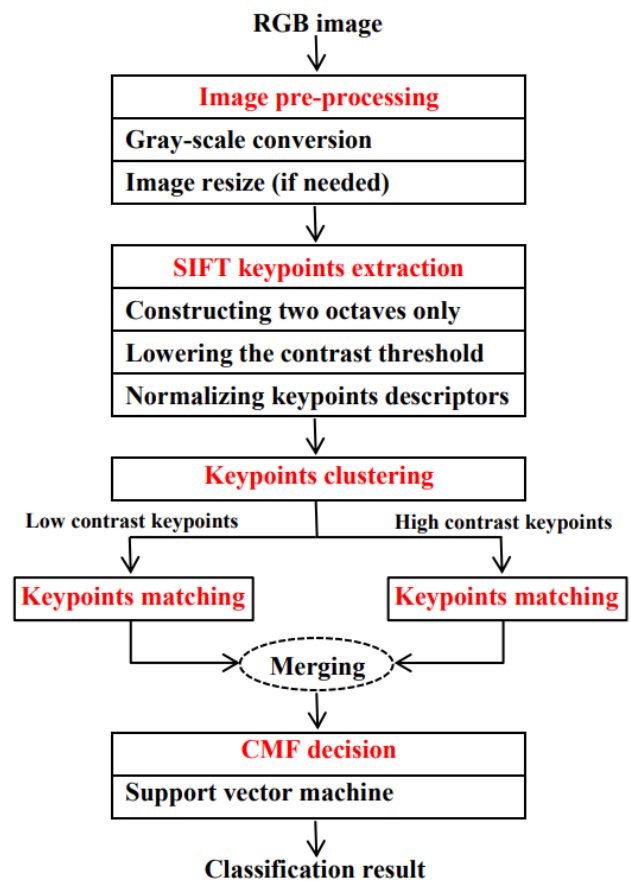 RGB image
Image pre-processing
Gray-scale conversion
Image resize (if needed)
SIFT keypoints extraction
Constructing two octaves only
Lowering the contrast threshold
Normalizing keypoints descriptors
Keypoints clustering
Low contrast keypoints
High contrast keypoints
Keypoints matching
Keypoints matching
Merging
CMF decision
Support vector machine
Classification result